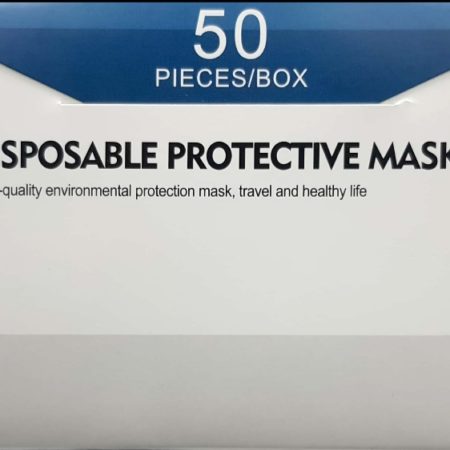 50
PIECES/BOX
SPOSABLE PROTECTIVE MASK
-quality environmental protection mask, travel and healthy life